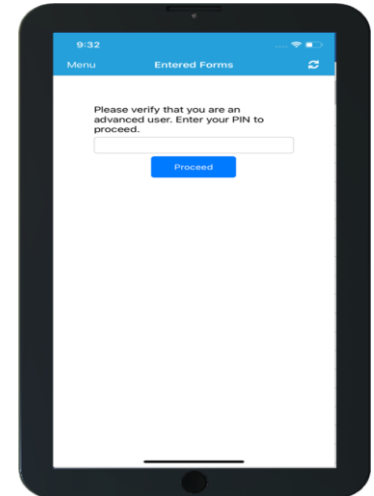 9:32
Menu Entered Forms
Please verify that you are an
advanced user. Enter your PIN to
proceed.
Proceed